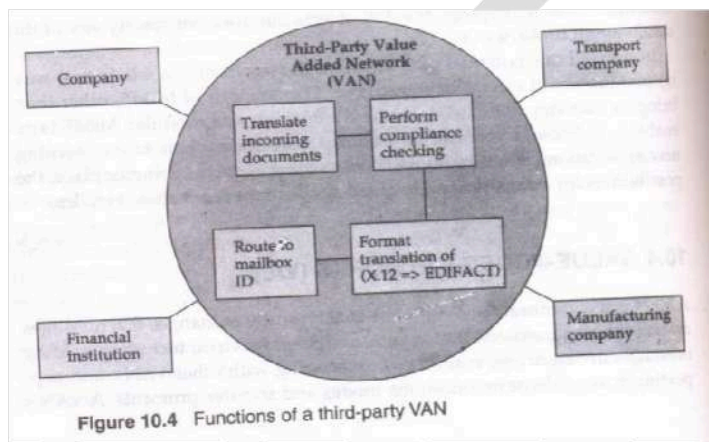 Third-Party Value
Added Network
(VAN)
Company
Transport
company
Translate
incoming
documents
Perform
compliance
checking
Route to
mailbox
ID
Format
translation of
(X.12 => EDIFACT)
Financial
institution
Manufacturing
company
Figure 10.4 Functions of a third-party VAN